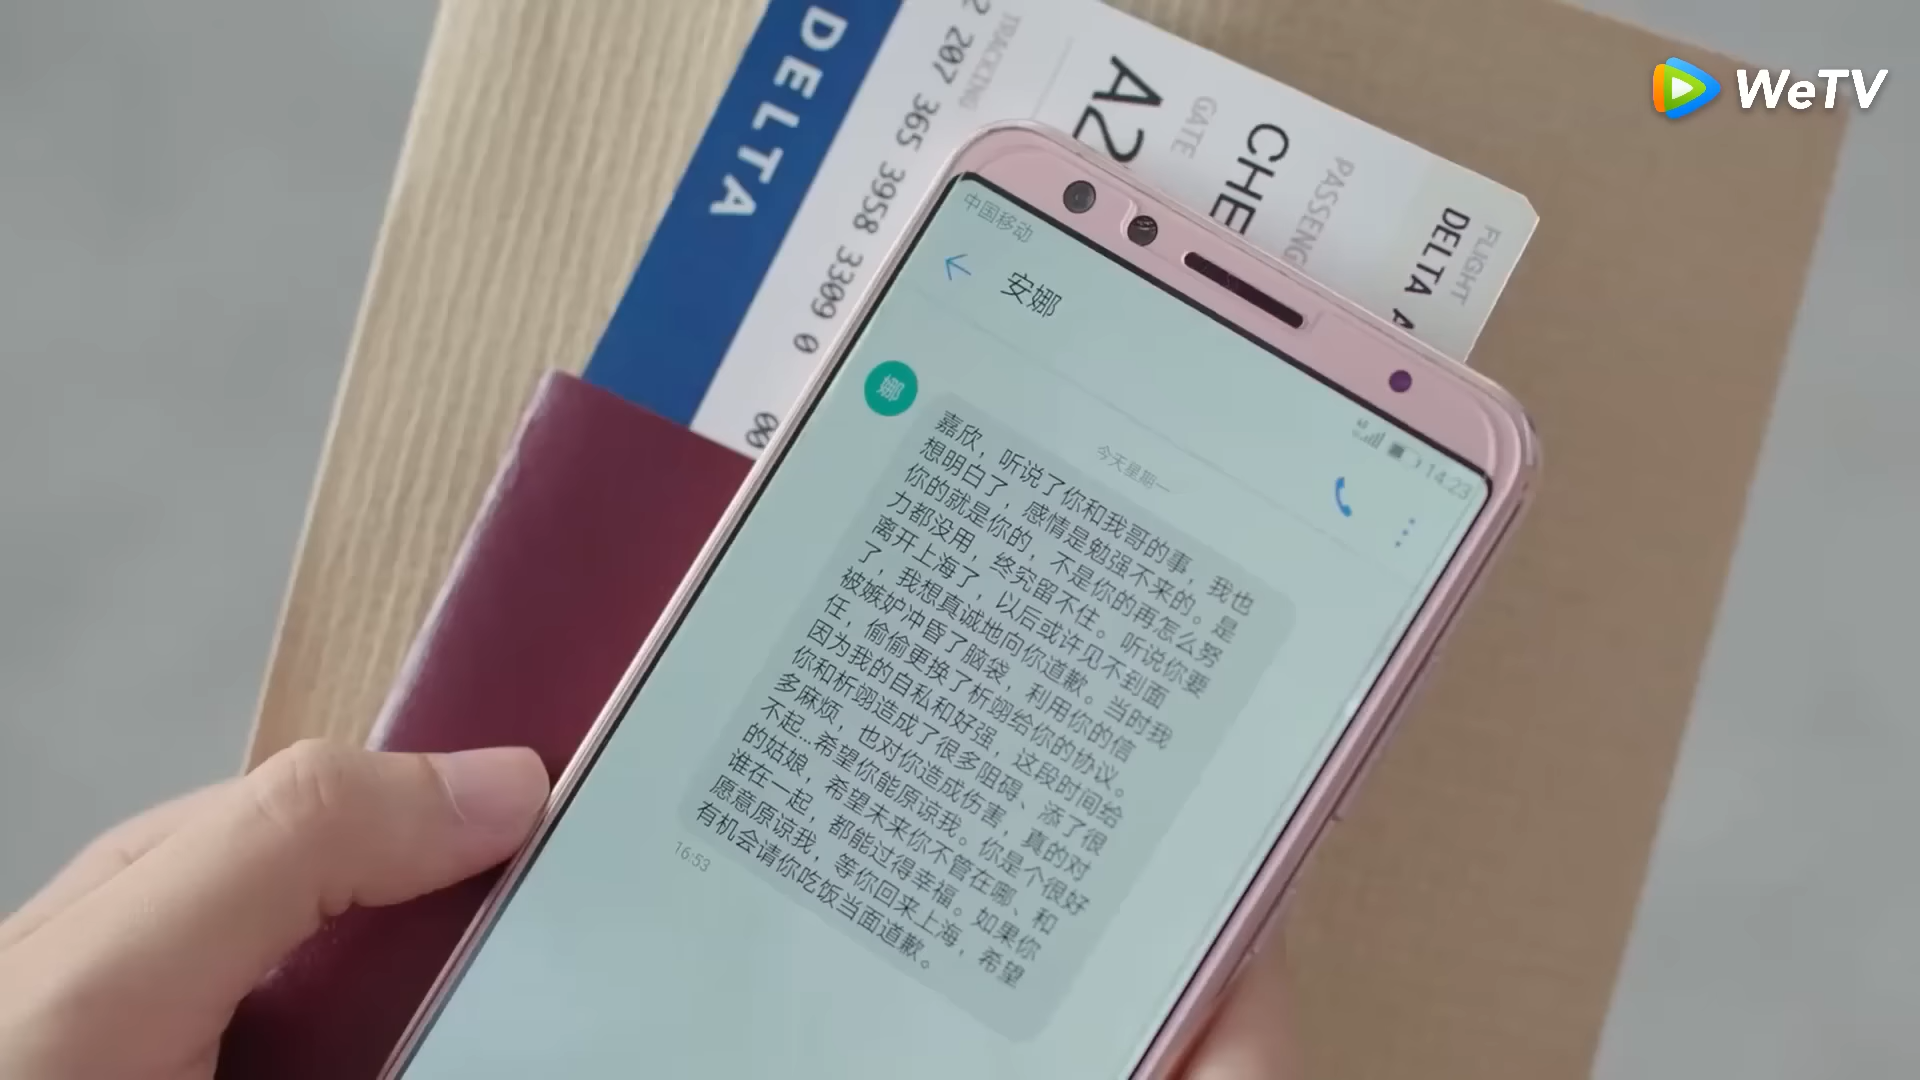 WeTV
DELTA
2 207 365 3958 3309 0
TRACKING
GATE
A2
PASSENG
CHE
FLIGHT
DELTA A
00
中国移动
14:23
安娜
今天星期一
娜
嘉欣，听说了你和我哥的事，我也
想明白了，感情是勉强不来的。是
你的就是你的，不是你的再怎么努
力都没用，终究留不住。听说你要
离开上海了，以后或许见不到面
了，我想真诚地向你道歉。当时我
被嫉妒冲昏了脑袋，利用你的信
任，偷偷更换了析翊给你的协议。
因为我的自私和好强，这段时间给
你和析翊造成了很多阻碍、添了很
多麻烦，也对你造成伤害，真的对
不起...希望你能原谅我。你是个很好
的姑娘，希望未来你不管在哪、和
谁在一起，都能过得幸福。如果你
愿意原谅我，等你回来上海，希望
有机会请你吃饭当面道歉。
16:53